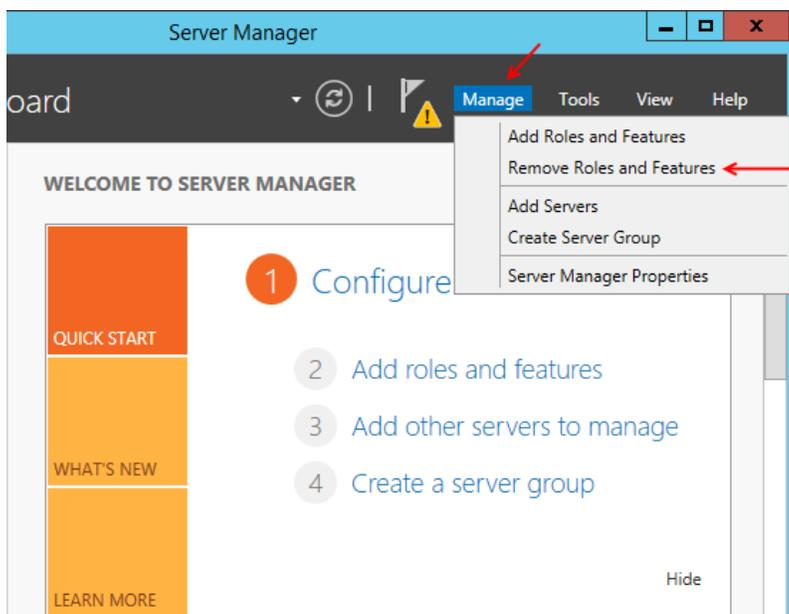 Server Manager
oard
Manage Tools View Help
Add Roles and Features
Remove Roles and Features
Add Servers
Create Server Group
Server Manager Properties
WELCOME TO SERVER MANAGER
QUICK START
WHAT'S NEW
LEARN MORE
1 Configure
2 Add roles and features
3 Add other servers to manage
4 Create a server group
Hide